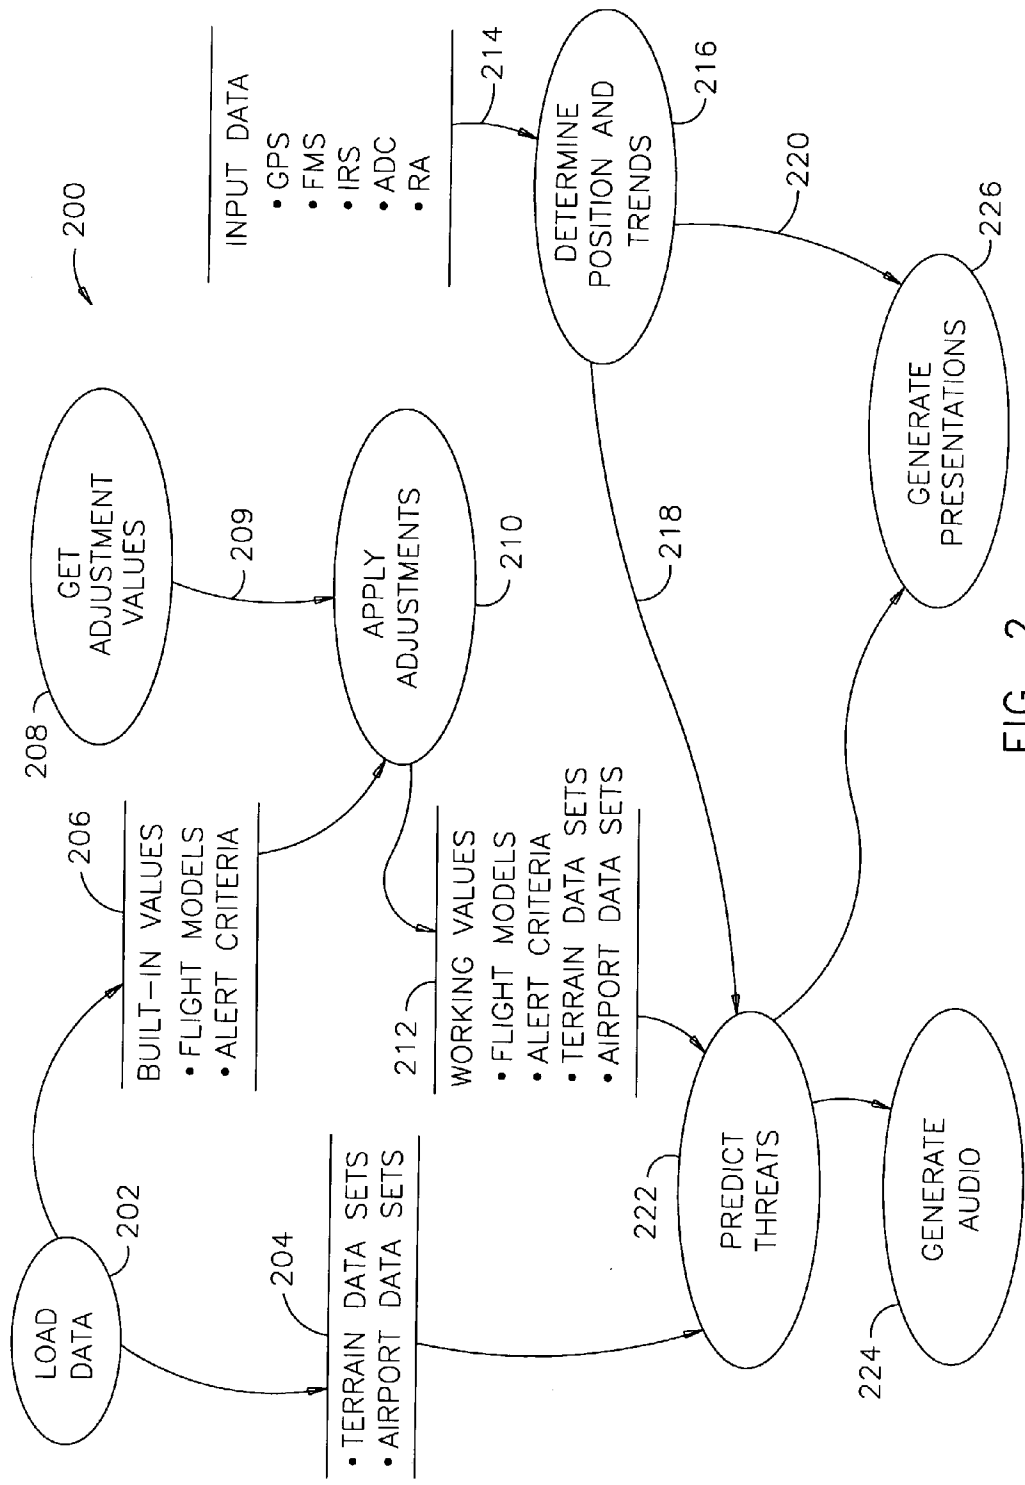 200
LOAD
DATA
202
206
BUILT-IN VALUES
• FLIGHT MODELS
• ALERT CRITERIA
208
GET
ADJUSTMENT
VALUES
209
APPLY
ADJUSTMENTS
210
INPUT DATA
• GPS
• FMS
• IRS
• ADC
• RA
214
204
• TERRAIN DATA SETS
• AIRPORT DATA SETS
212
WORKING VALUES
• FLIGHT MODELS
• ALERT CRITERIA
• TERRAIN DATA SETS
• AIRPORT DATA SETS
DETERMINE
POSITION AND
TRENDS
216
218
220
222
PREDICT
THREATS
224
GENERATE
AUDIO
GENERATE
PRESENTATIONS
226
FIG. 2